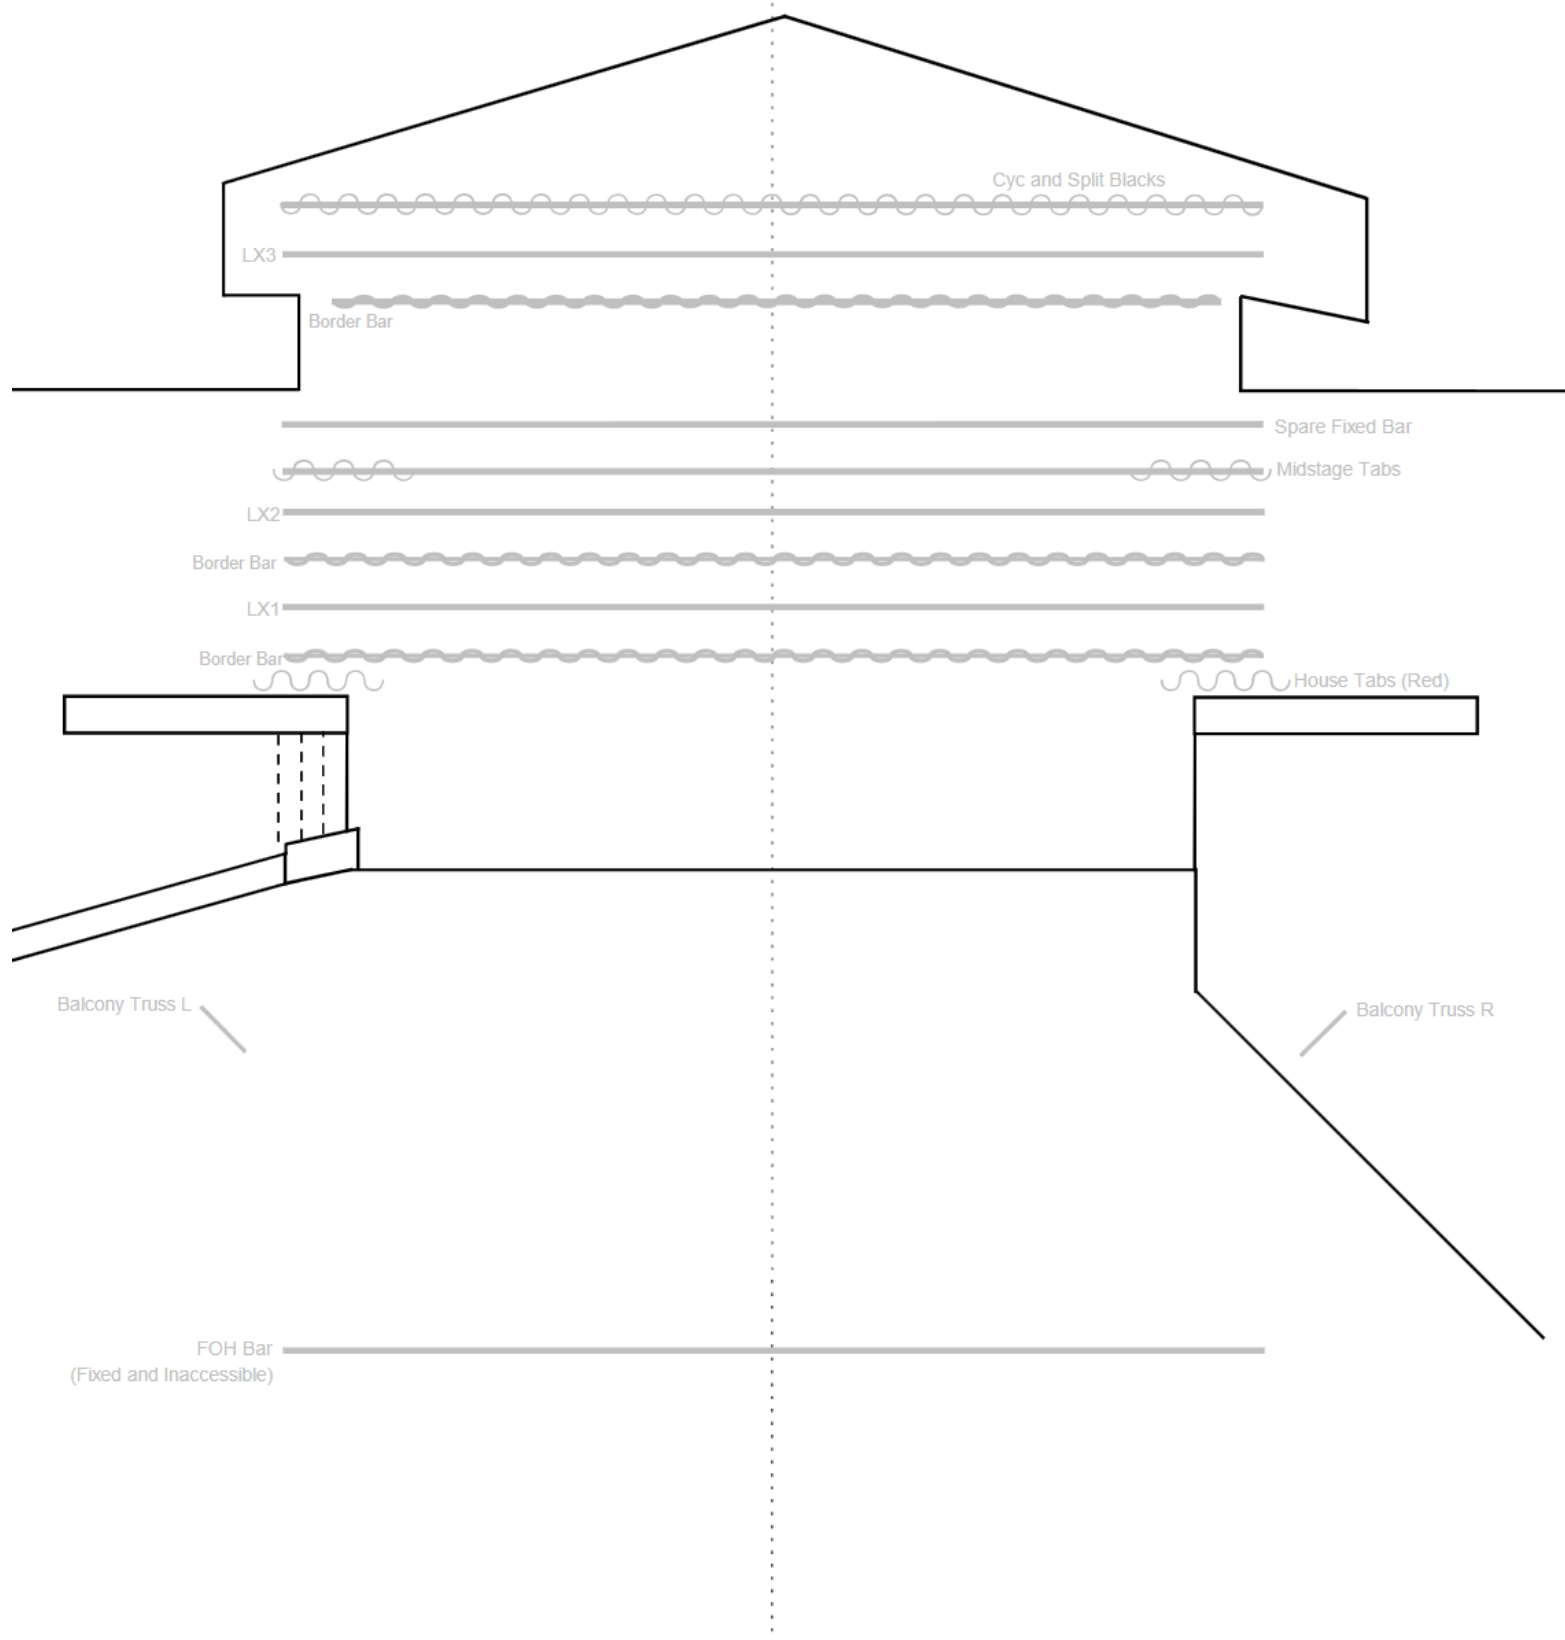 Cyc and Split Blacks
LX3
Border Bar
Spare Fixed Bar
Midstage Tabs
LX2
Border Bar
LX1
Border Bar
House Tabs (Red)
Balcony Truss L
Balcony Truss R
FOH Bar
(Fixed and Inaccessible)